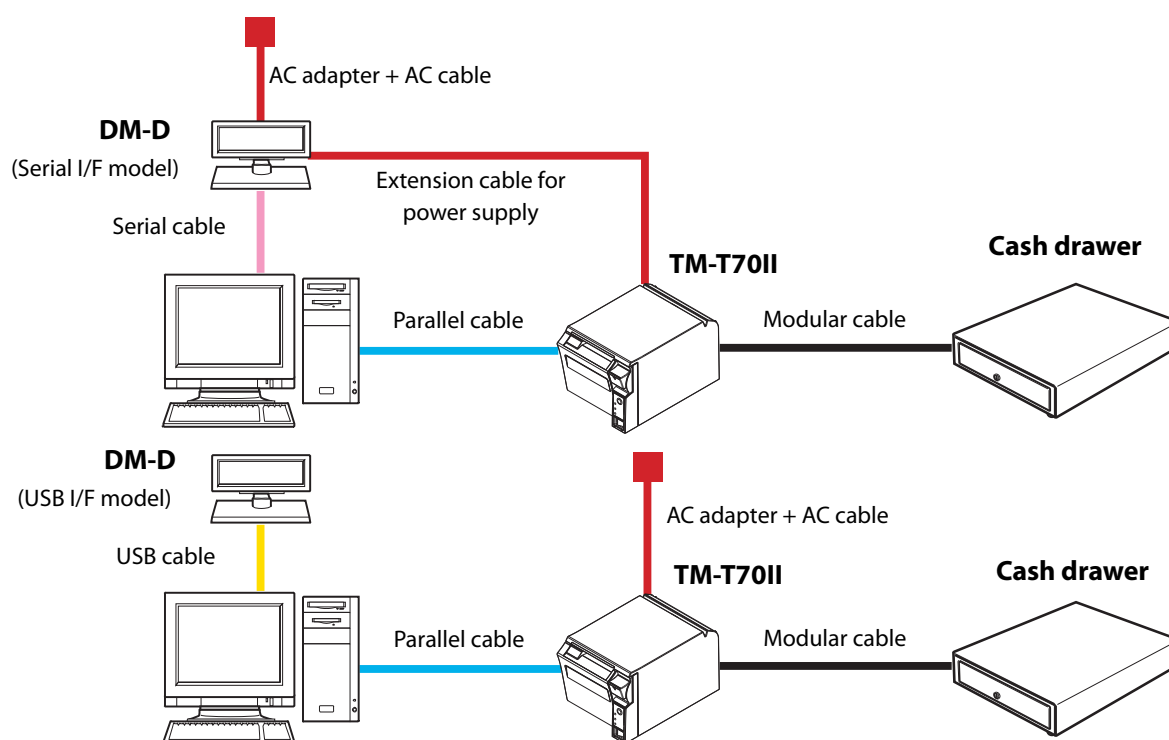 AC adapter + AC cable
DM-D
(Serial I/F model)
Extension cable for
power supply
Serial cable
TM-T70II
Cash drawer
Parallel cable
Modular cable
DM-D
(USB I/F model)
AC adapter + AC cable
USB cable
TM-T70II
Cash drawer
Parallel cable
Modular cable